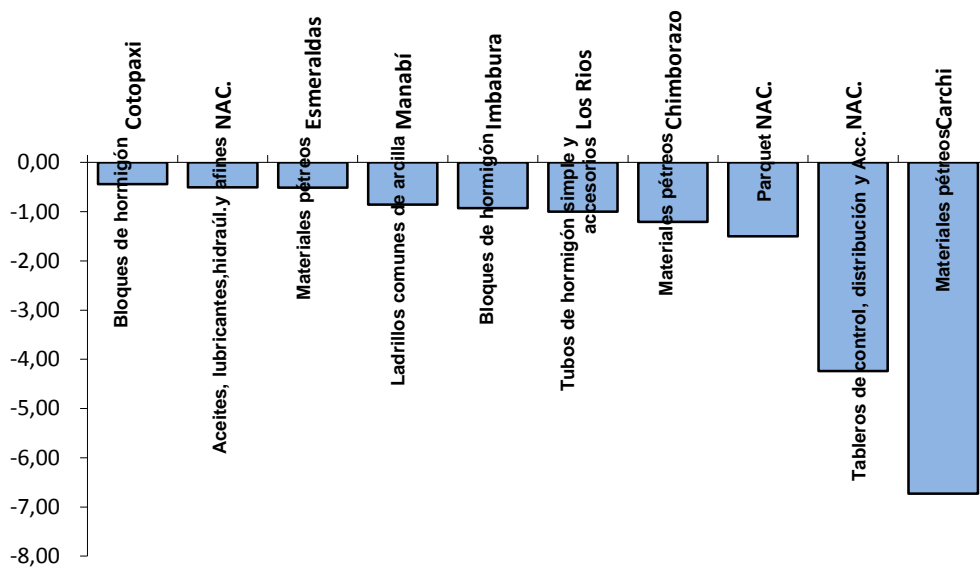 Cotopaxi
NAC.
Esmeraldas
Manabí
Imbabura
Los Rios
Chimborazo
NAC.
NAC.
Carchi
0,00
-1,00
-2,00
-3,00
-4,00
-5,00
-6,00
-7,00
-8,00
Bloques de hormigón
Aceites, lubricantes,hidraúl.y afines
Materiales pétreos
Ladrillos comunes de arcilla
Bloques de hormigón
Tubos de hormigón simple y
accesorios
Materiales pétreos
Parquet
Tableros de control, distribución y Acc..
Materiales pétreos